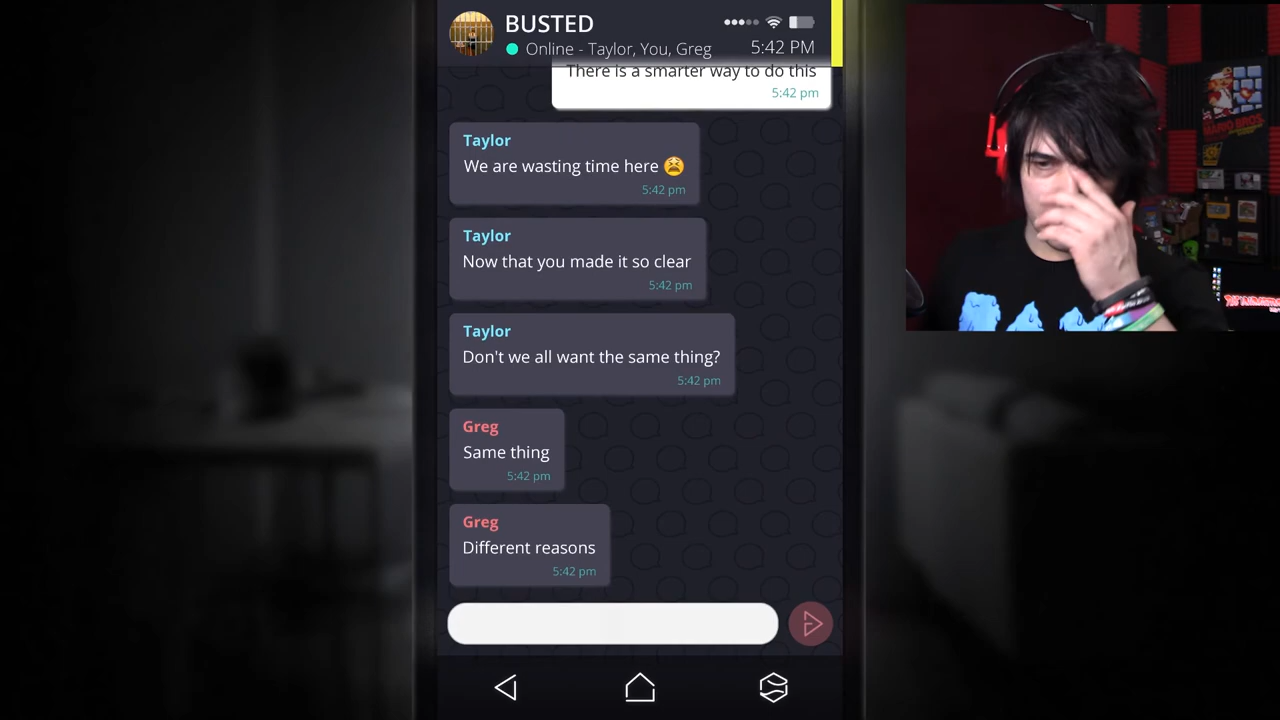 BUSTED
Online - Taylor, You, Greg
5:42 PM
There is a smarter way to do this
5:42 pm
Taylor
We are wasting time here 😫
5:42 pm
Taylor
Now that you made it so clear
5:42 pm
Taylor
Don't we all want the same thing?
5:42 pm
Greg
Same thing
5:42 pm
Greg
Different reasons
5:42 pm
MARIO BROS.